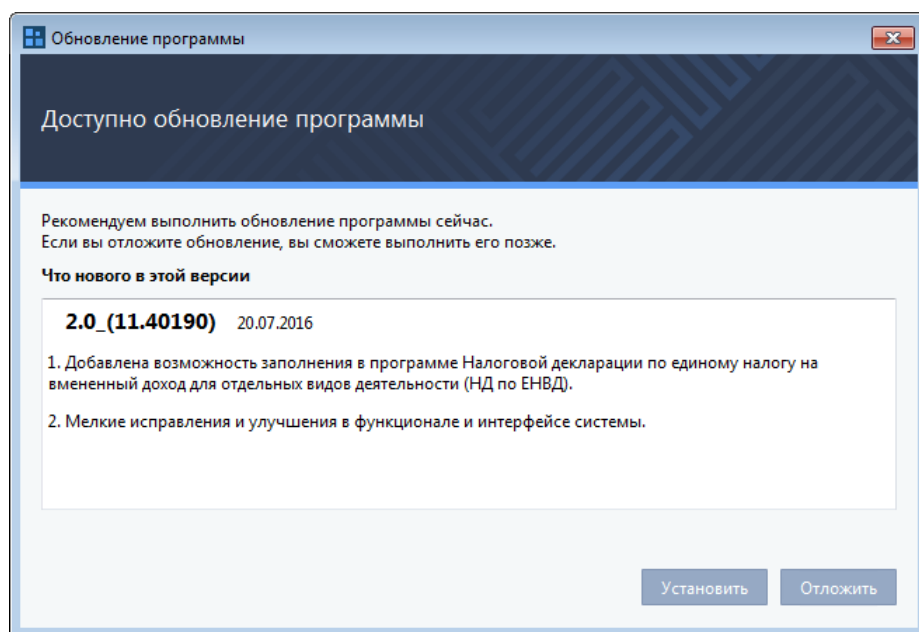 Обновление программы
Доступно обновление программы
Рекомендуем выполнить обновление программы сейчас.
Если вы отложите обновление, вы сможете выполнить его позже.
Что нового в этой версии
2.0_(11.40190) 20.07.2016
1. Добавлена возможность заполнения в программе Налоговой декларации по единому налогу на
вмененный доход для отдельных видов деятельности (НД по ЕНВД).
2. Мелкие исправления и улучшения в функционале и интерфейсе системы.
Установить Отложить